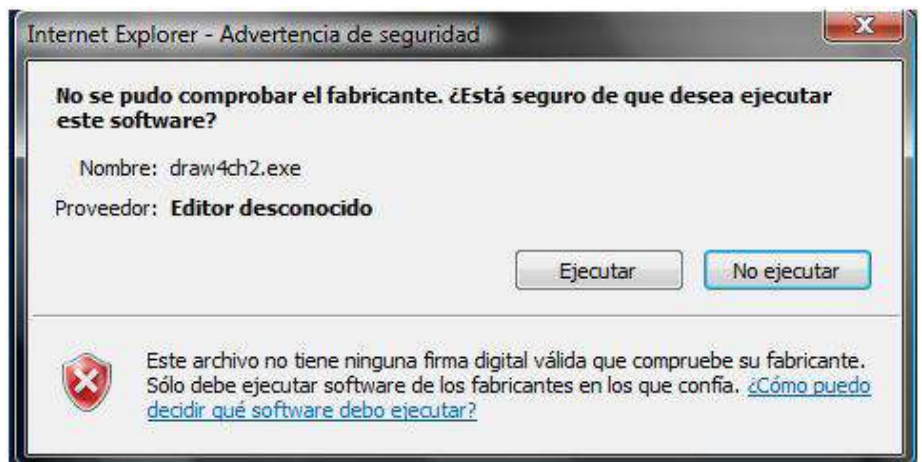 Internet Explorer - Advertencia de seguridad
No se pudo comprobar el fabricante. ¿Está seguro de que desea ejecutar
este software?
Nombre: draw4ch2.exe
Proveedor: Editor desconocido
Ejecutar No ejecutar
Este archivo no tiene ninguna firma digital válida que compruebe su fabricante.
Sólo debe ejecutar software de los fabricantes en los que confía. ¿Cómo puedo
decidir qué software debo ejecutar?